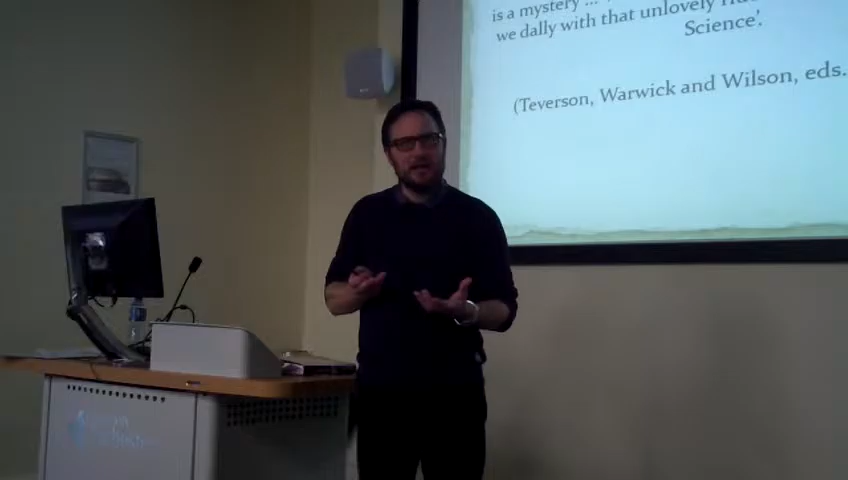 is a mystery ...
we dally with that unlovely
Science'.
(Teverson, Warwick and Wilson, eds.